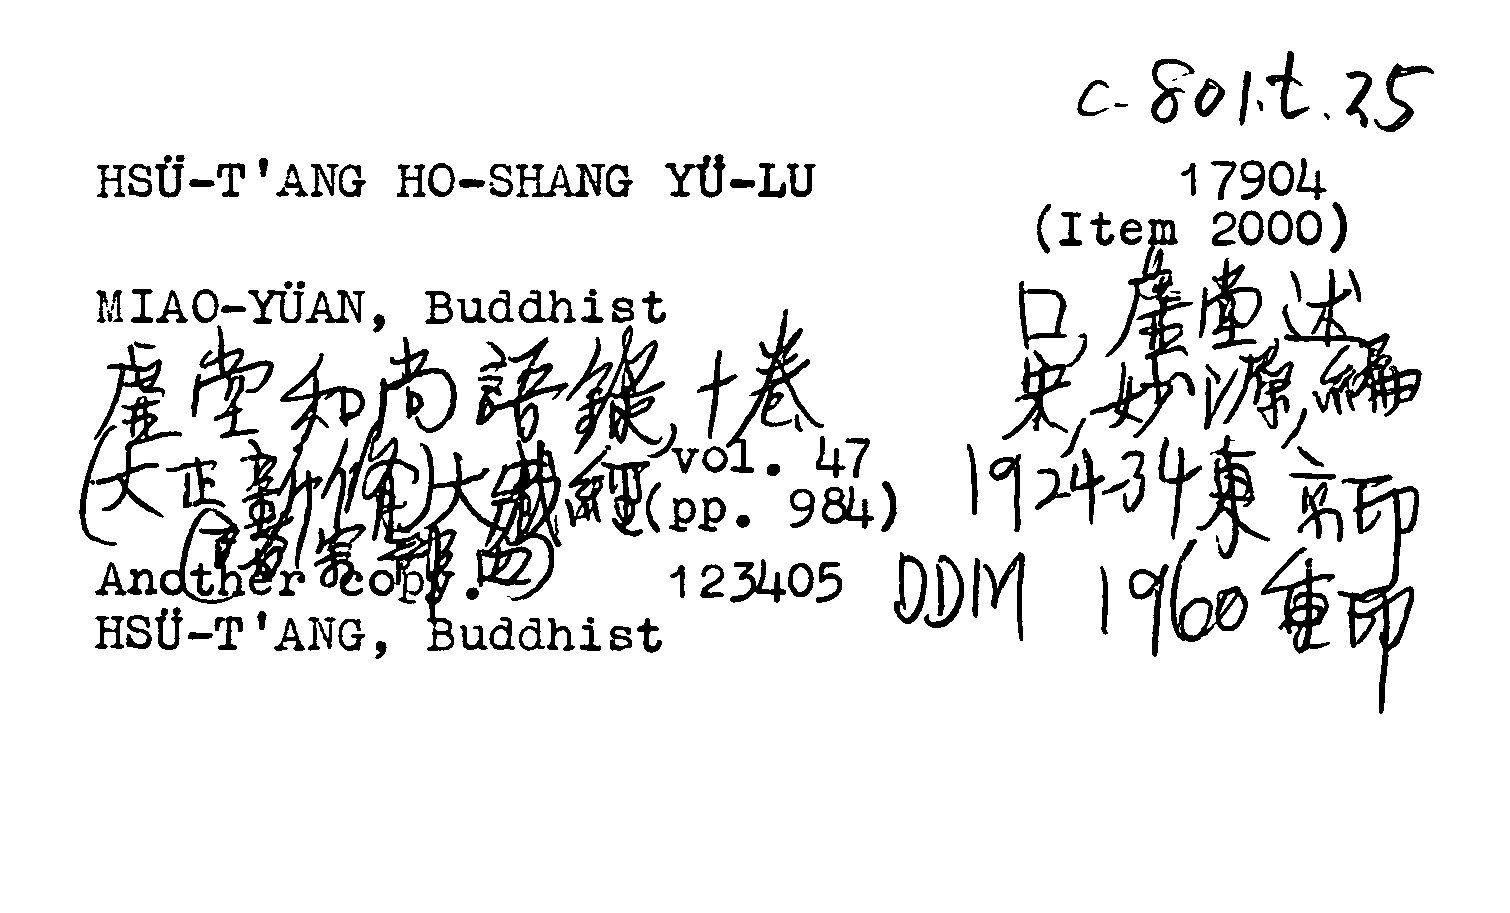 C-801.t.25
HSÜ-T'ANG HO-SHANG YÜ-LU 17904
(Item 2000)
MIAO-YÜAN, Buddhist 口,虛堂述
虛堂和尚語錄,十卷 宋,妙源,編
(大正新修)大藏經 vol. 47 1924-34東京印
(pp. 984)
(諸宗部四)
Another copy. 123405 DDM 1960重印
HSÜ-T'ANG, Buddhist